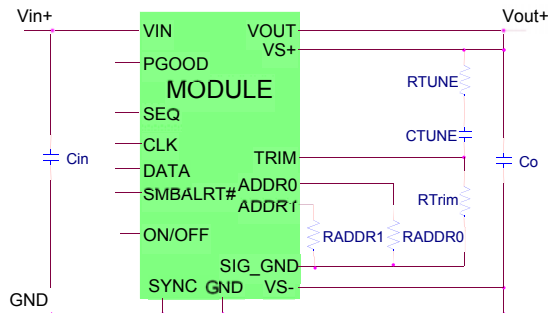 Vin+
Vout+
VIN
VOUT
VS+
PGOOD
MODULE
RTUNE
SEQ
CTUNE
CLK
Cin
TRIM
Co
DATA
ADDR0
SMBALRT#
RTrim
ADDR1
ON/OFF
RADDR1
RADDR0
SIG_GND
SYNC
GND
VS-
GND